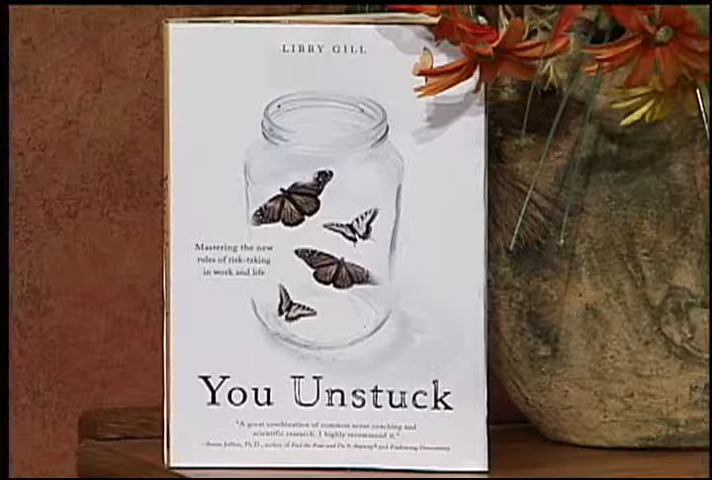 LIBBY GILL
Mastering the new
rules of risk-taking
in work and life
You Unstuck
"A great combination of common sense coaching and
scientific research. I highly recommend it."
—Susan Jeffers, Ph.D., author of Feel the Fear and Do It Anyway® and Embracing Uncertainty